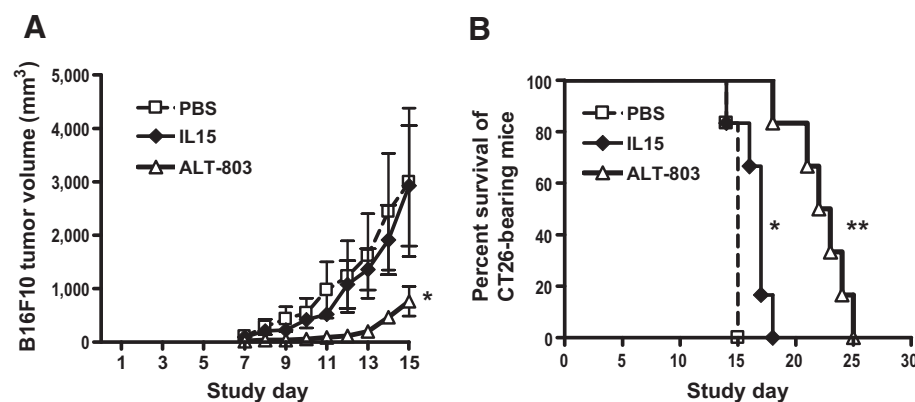 A
B16F10 tumor volume (mm3)
5,000
4,000
3,000
2,000
1,000
0
PBS
IL15
ALT-803
*
1 3 5 7 9 11 13 15
Study day
B
Percent survival of
CT26-bearing mice
100
80
60
40
20
0
PBS
IL15
ALT-803
*
**
0 5 10 15 20 25 30
Study day